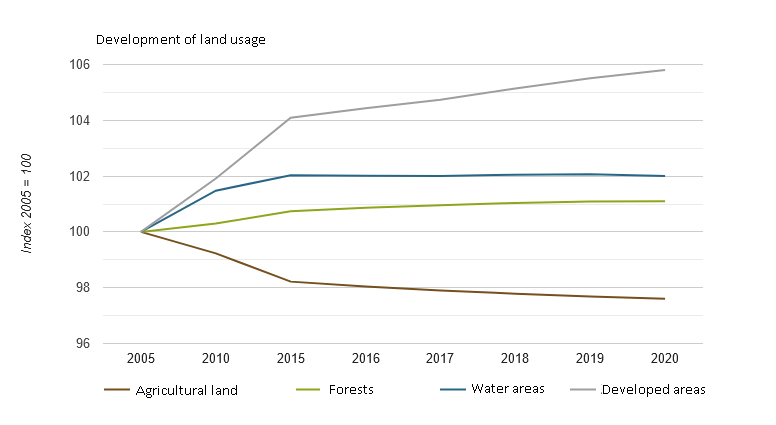 Development of land usage
106
104
102
100
98
96
Index 2005 = 100
2005 2010 2015 2016 2017 2018 2019 2020
Agricultural land Forests Water areas Developed areas